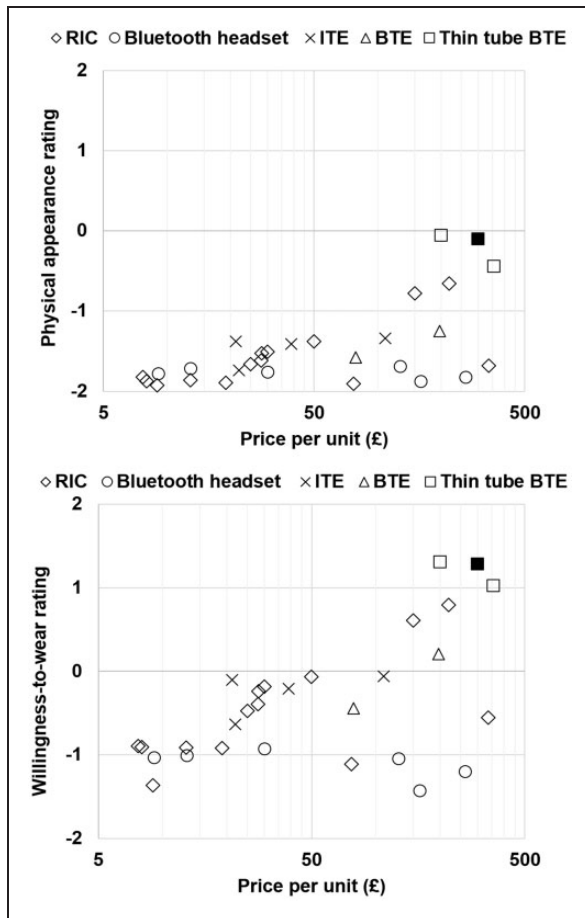 ◇ RIC ○ Bluetooth headset × ITE △ BTE □ Thin tube BTE
2
1
0
-1
-2
Physical appearance rating
5 50 500
Price per unit (£)
◇ RIC ○ Bluetooth headset × ITE △ BTE □ Thin tube BTE
2
1
0
-1
-2
Willingness-to-wear rating
5 50 500
Price per unit (£)